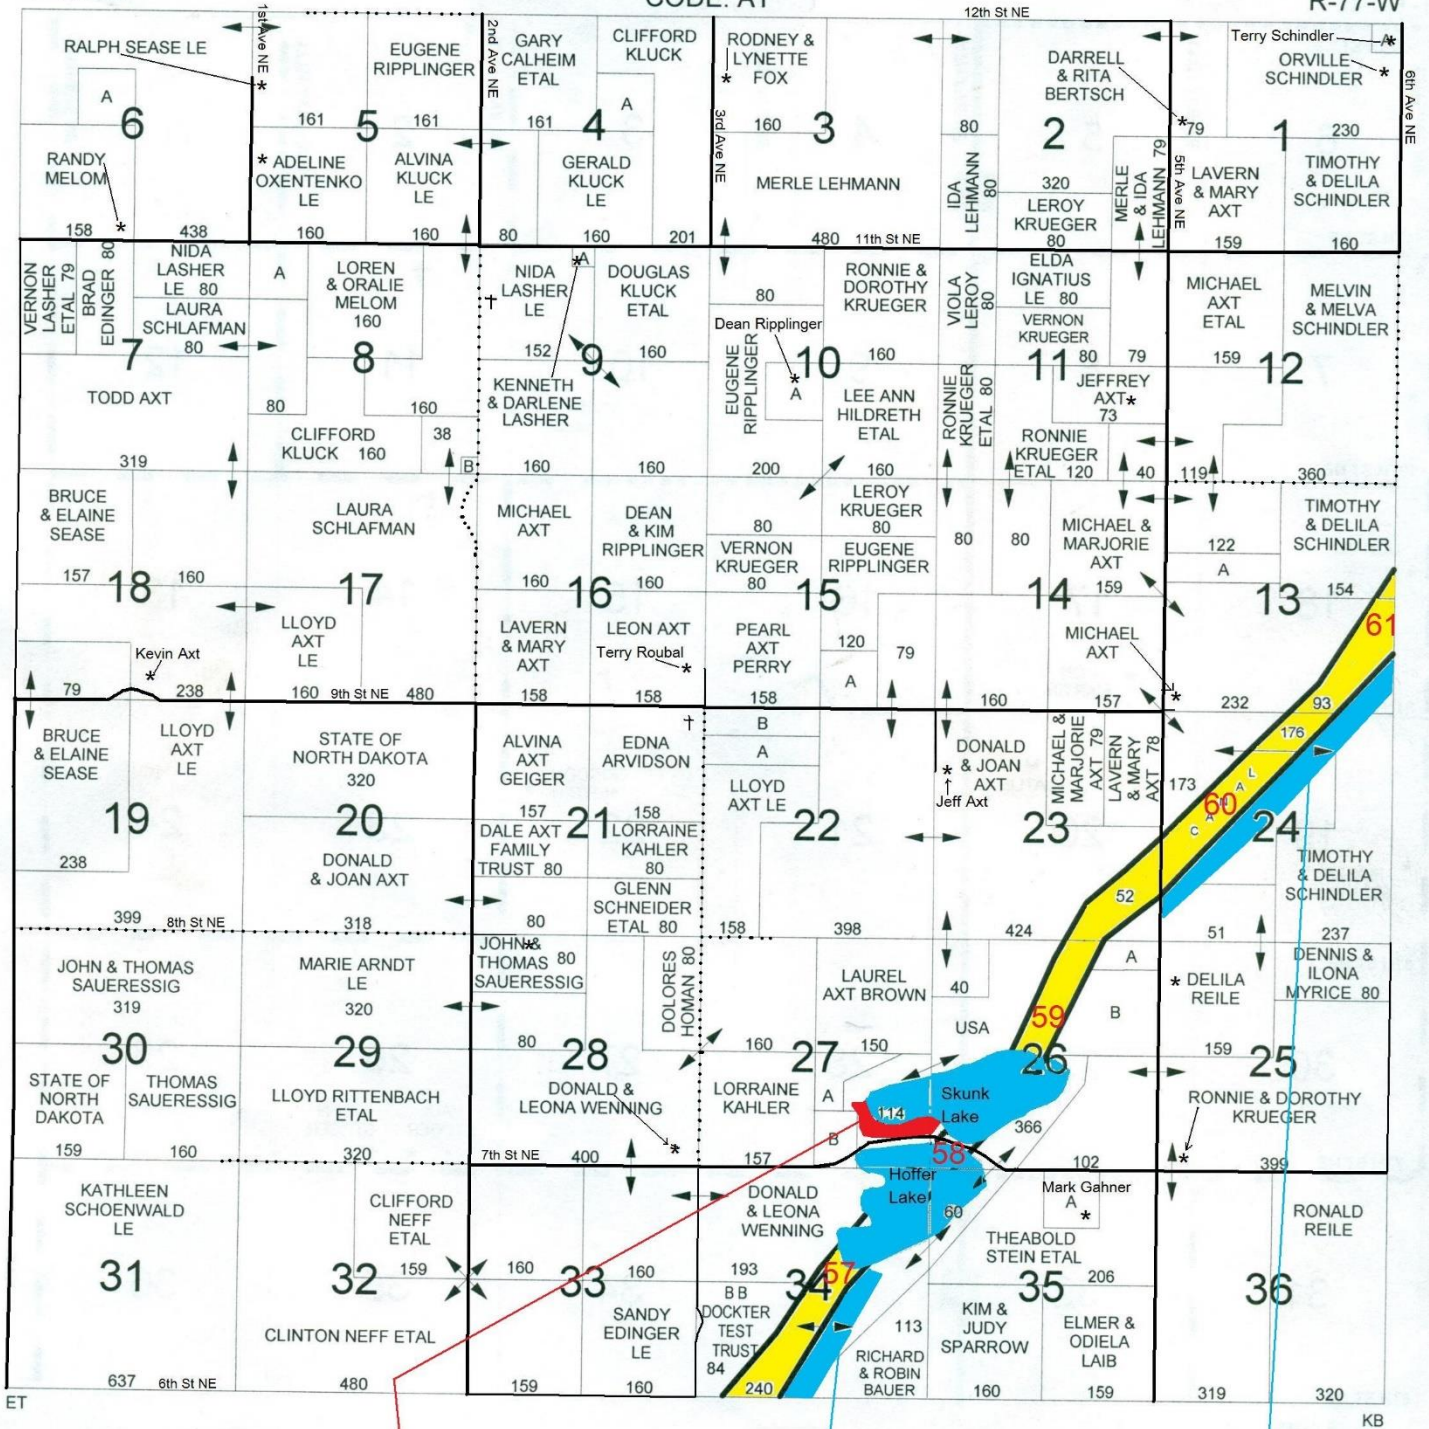 CODE: AT
R-77-W
12th St NE
1st Ave NE
2nd Ave NE
3rd Ave NE
5th Ave NE
6th Ave NE
RALPH SEASE LE
A
6
RANDY
MELOM
158
438
EUGENE
RIPPLINGER
161
5
161
ADELINE
OXENTENKO
LE
ALVINA
KLUCK
LE
160
160
GARY
CALHEIM
ETAL
CLIFFORD
KLUCK
A
161
4
GERALD
KLUCK
LE
80
160
201
RODNEY &
LYNETTE
FOX
160
3
MERLE LEHMANN
480
11th St NE
80
IDA
LEHMANN
80
DARRELL
& RITA
BERTSCH
2
320
LEROY
KRUEGER
80
MERLE
& IDA
LEHMANN 79
Terry Schindler
A
ORVILLE
SCHINDLER
79
1
230
LAVERN
& MARY
AXT
TIMOTHY
& DELILA
SCHINDLER
159
160
VERNON
LASHER
ETAL 79
BRAD
EDINGER 80
NIDA
LASHER
LE 80
LAURA
SCHLAFMAN
80
7
TODD AXT
319
A
LOREN
& ORALIE
MELOM
160
8
80
160
CLIFFORD
KLUCK 160
38
B
NIDA
LASHER
LE
A
DOUGLAS
KLUCK
ETAL
152
9
160
KENNETH
& DARLENE
LASHER
160
160
80
RONNIE &
DOROTHY
KRUEGER
Dean Ripplinger
EUGENE
RIPPLINGER
A
10
160
LEE ANN
HILDRETH
ETAL
200
160
VIOLA
LEROY
80
ELDA
IGNATIUS
LE 80
VERNON
KRUEGER
80
79
11
RONNIE
KRUEGER
ETAL 80
JEFFREY
AXT
73
RONNIE
KRUEGER
ETAL 120
40
MICHAEL
AXT
ETAL
MELVIN
& MELVA
SCHINDLER
159
12
119
360
BRUCE
& ELAINE
SEASE
157
18
160
Kevin Axt
79
238
LAURA
SCHLAFMAN
17
LLOYD
AXT
LE
160
9th St NE
480
MICHAEL
AXT
DEAN
& KIM
RIPPLINGER
160
16
160
LAVERN
& MARY
AXT
LEON AXT
Terry Roubal
158
158
LEROY
KRUEGER
80
80
VERNON
KRUEGER
80
EUGENE
RIPPLINGER
15
PEARL
AXT
PERRY
120
A
79
158
80
80
MICHAEL &
MARJORIE
AXT
159
14
MICHAEL
AXT
160
157
TIMOTHY
& DELILA
SCHINDLER
122
A
13
154
61
232
93
BRUCE
& ELAINE
SEASE
LLOYD
AXT
LE
19
238
399
8th St NE
STATE OF
NORTH DAKOTA
320
20
DONALD
& JOAN AXT
318
ALVINA
AXT
GEIGER
EDNA
ARVIDSON
157
21
158
DALE AXT
FAMILY
TRUST 80
LORRAINE
KAHLER
80
GLENN
SCHNEIDER
ETAL 80
80
B
A
LLOYD
AXT LE
22
158
398
DONALD
& JOAN
AXT
Jeff Axt
MICHAEL &
MARJORIE
AXT 79
LAVERN
& MARY
AXT 78
23
52
424
176
173
CANAL
60
24
TIMOTHY
& DELILA
SCHINDLER
51
237
JOHN & THOMAS
SAUERESSIG
319
30
STATE OF
NORTH
DAKOTA
THOMAS
SAUERESSIG
159
160
MARIE ARNDT
LE
320
29
LLOYD RITTENBACH
ETAL
320
JOHN &
THOMAS 80
SAUERESSIG
DOLORES
HOMAN 80
80
28
DONALD &
LEONA WENNING
7th St NE
400
LAUREL
AXT BROWN
160
27
150
LORRAINE
KAHLER
A
B
114
157
40
USA
A
B
59
26
Skunk
Lake
366
58
102
DELILA
REILE
DENNIS &
ILONA
MYRICE 80
159
25
RONNIE & DOROTHY
KRUEGER
399
KATHLEEN
SCHOENWALD
LE
31
637
6th St NE
CLIFFORD
NEFF
ETAL
32
159
CLINTON NEFF ETAL
480
160
33
160
SANDY
EDINGER
LE
159
160
DONALD
& LEONA
WENNING
Hoffer
Lake
60
193
57
34
B B
DOCKTER
TEST
TRUST
84
240
113
RICHARD
& ROBIN
BAUER
Mark Gahner
A
THEABOLD
STEIN ETAL
35
206
KIM &
JUDY
SPARROW
ELMER &
ODIELA
LAIB
160
159
RONALD
REILE
36
319
320
ET
KB